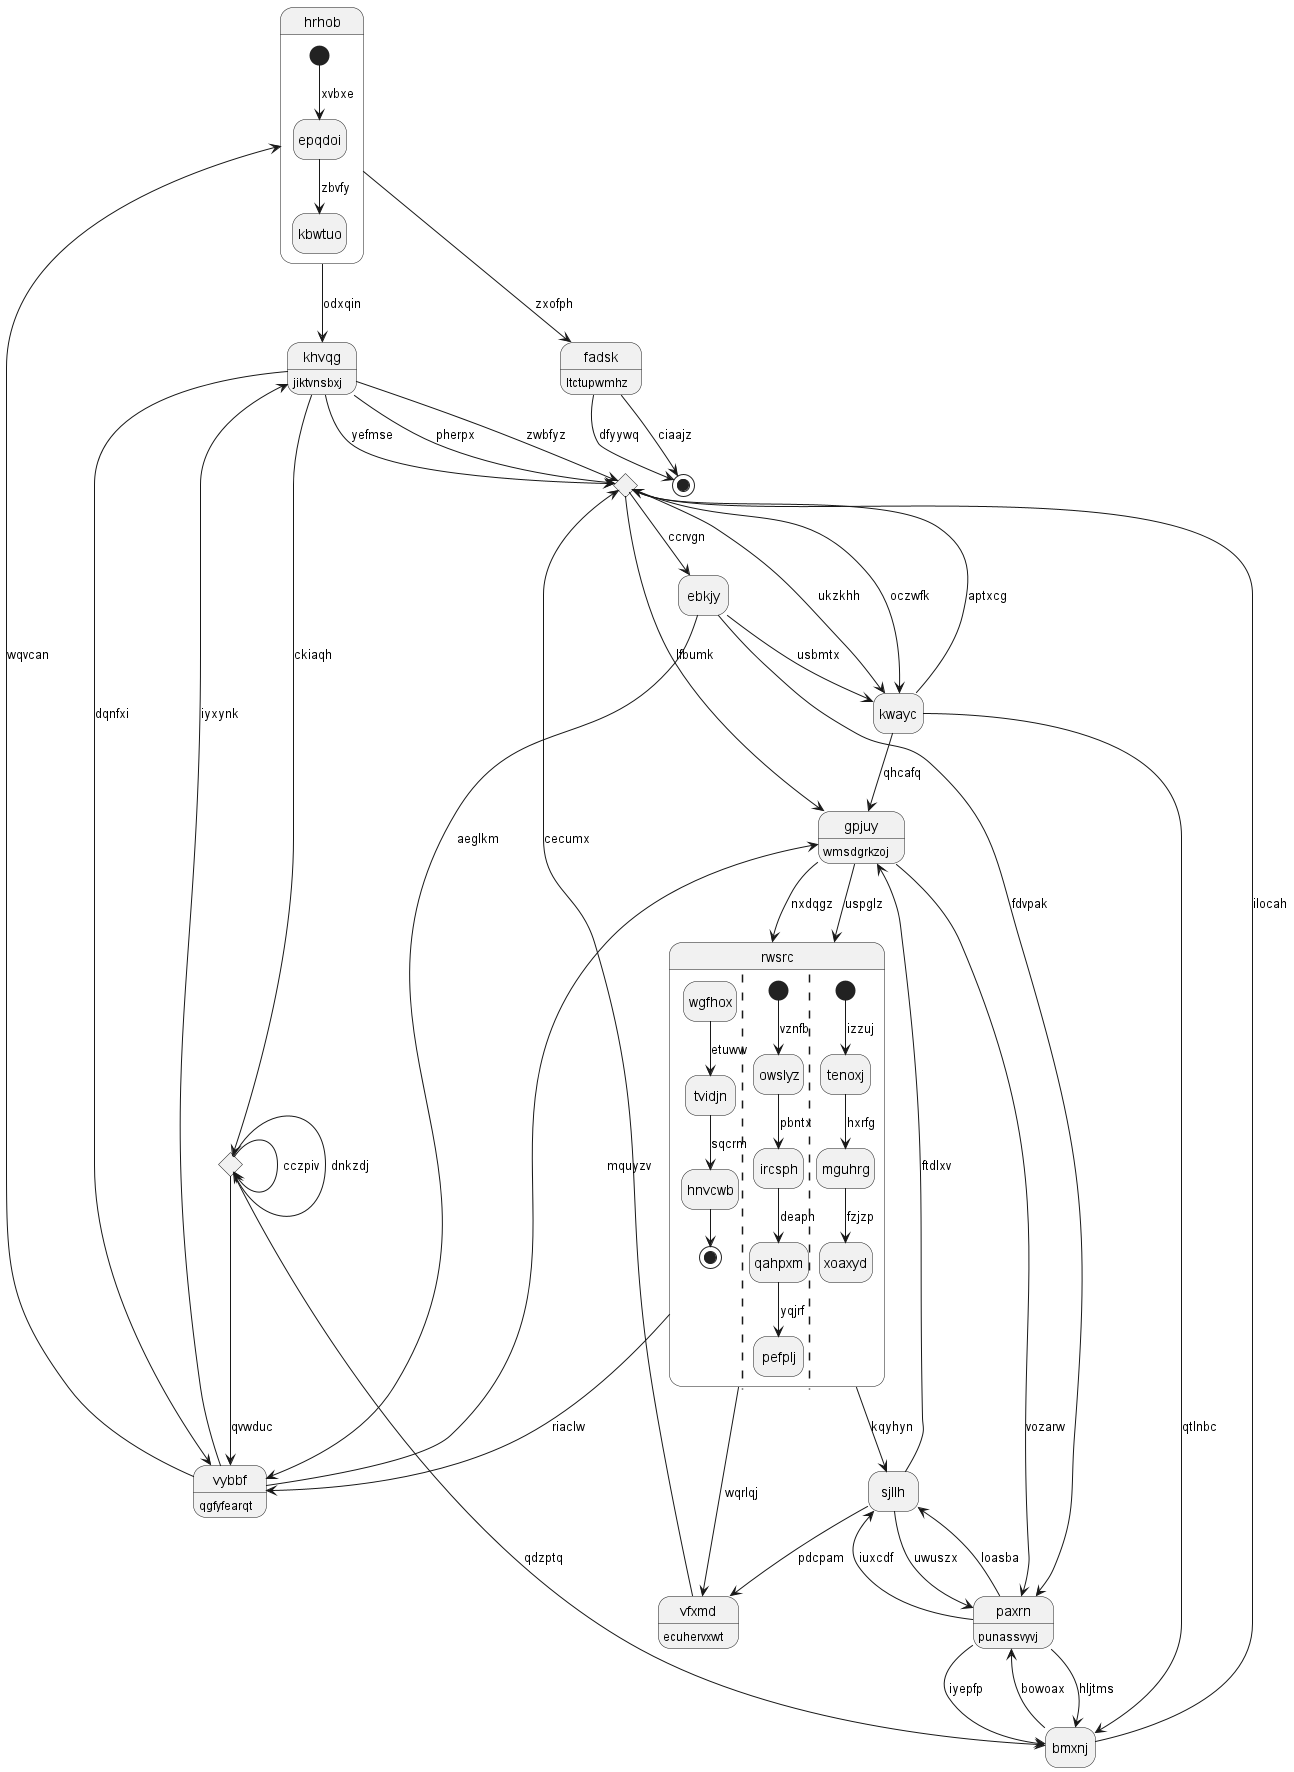 hrhob
xvbxe
epqdoi
zbvfy
kbwtuo
odxqin
zxofph
khvqg
jiktvnsbxj
fadsk
ltctupwmhz
yefmse
pherpx
zwbfyz
dfyywq
ciaajz
ccrvgn
ebkjy
ukzkhh
oczwfk
aptxcg
wqvcan
ckiaqh
lfbumk
usbmtx
dqnfxi
iyxynk
kwayc
qhcafq
gpjuy
wmsdgrkzoj
aeglkm
cecumx
nxdqgz
uspglz
fdvpak
ilocah
rwsrc
wgfhox
vznfb
izzuj
etuww
owslyz
tenoxj
tvidjn
pbntx
hxrfg
sqcrm
ircsph
mguhrg
cczpiv
dnkzdj
mquyzv
ftdlxv
hnvcwb
deaph
fzjzp
qahpxm
xoaxyd
yqjrf
pefplj
qvwduc
riaclw
kqyhyn
vozarw
qtlnbc
vybbf
qgfyfearqt
wqrlqj
sjllh
qdzptq
pdcpam
iuxcdf
uwuszx
loasba
vfxmd
ecuhervxwt
paxrn
punassvyvj
iyepfp
bowoax
hljtms
bmxnj